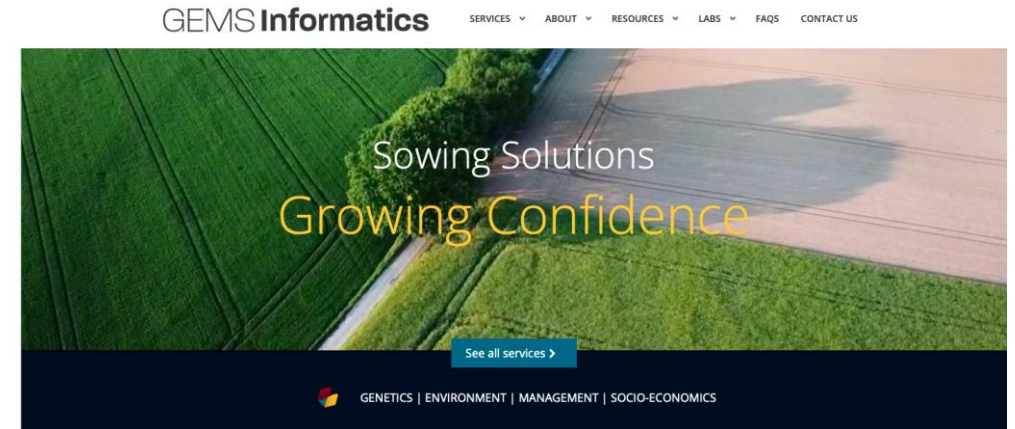 GEMS Informatics
SERVICES ABOUT RESOURCES LABS FAQS CONTACT US
Sowing Solutions
Growing Confidence
See all services
GENETICS | ENVIRONMENT | MANAGEMENT | SOCIO-ECONOMICS